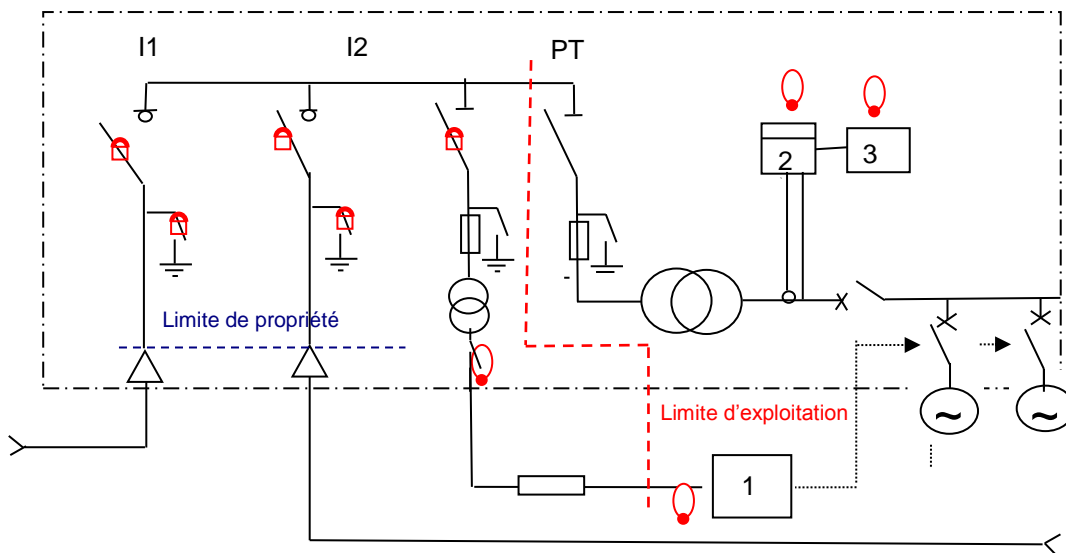 I1
I2
PT
2
3
Limite de propriété
Limite d'exploitation
1
~
~